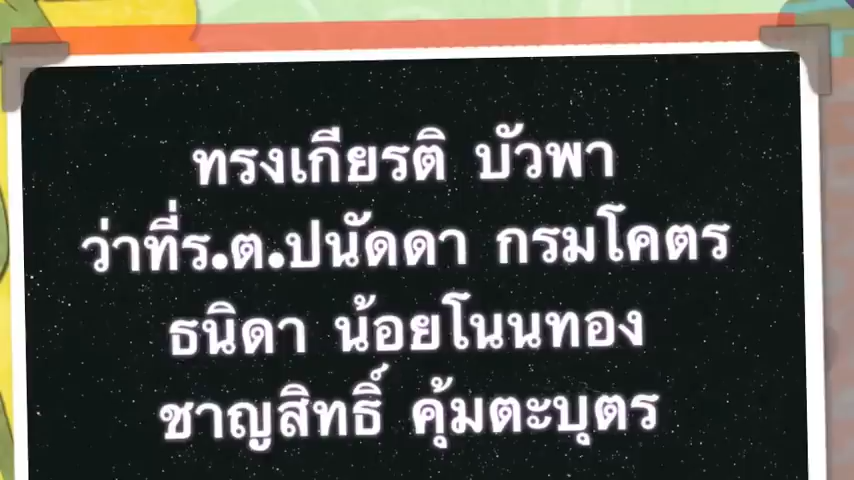 ทรงเกียรติ บัวพา
ว่าที่ร.ต.ปนัดดา กรมโคตร
ธนิดา น้อยโนนทอง
ชาญสิทธิ์ คุ้มตะบุตร